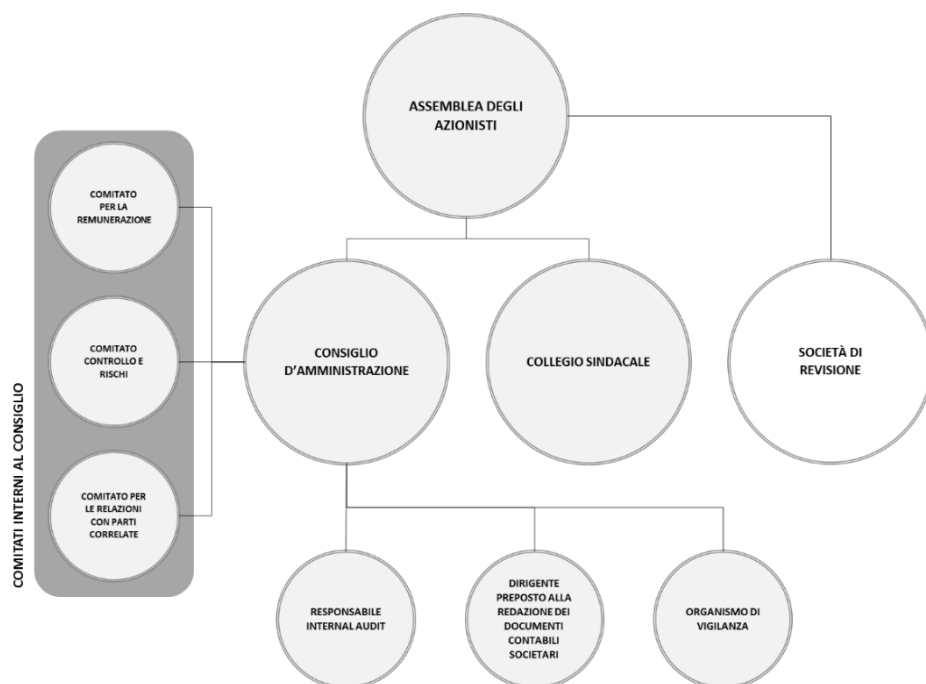 ASSEMBLEA DEGLI
AZIONISTI
COMITATI INTERNI AL CONSIGLIO
COMITATO
PER LA
REMUNERAZIONE
COMITATO
CONTROLLO E
RISCHI
COMITATO PER
LE RELAZIONI
CON PARTI
CORRELATE
CONSIGLIO
D'AMMINISTRAZIONE
COLLEGIO SINDACALE
SOCIETÀ DI
REVISIONE
RESPONSABILE
INTERNAL AUDIT
DIRIGENTE
PREPOSTO ALLA
REDAZIONE DEI
DOCUMENTI
CONTABILI
SOCIETARI
ORGANISMO DI
VIGILANZA